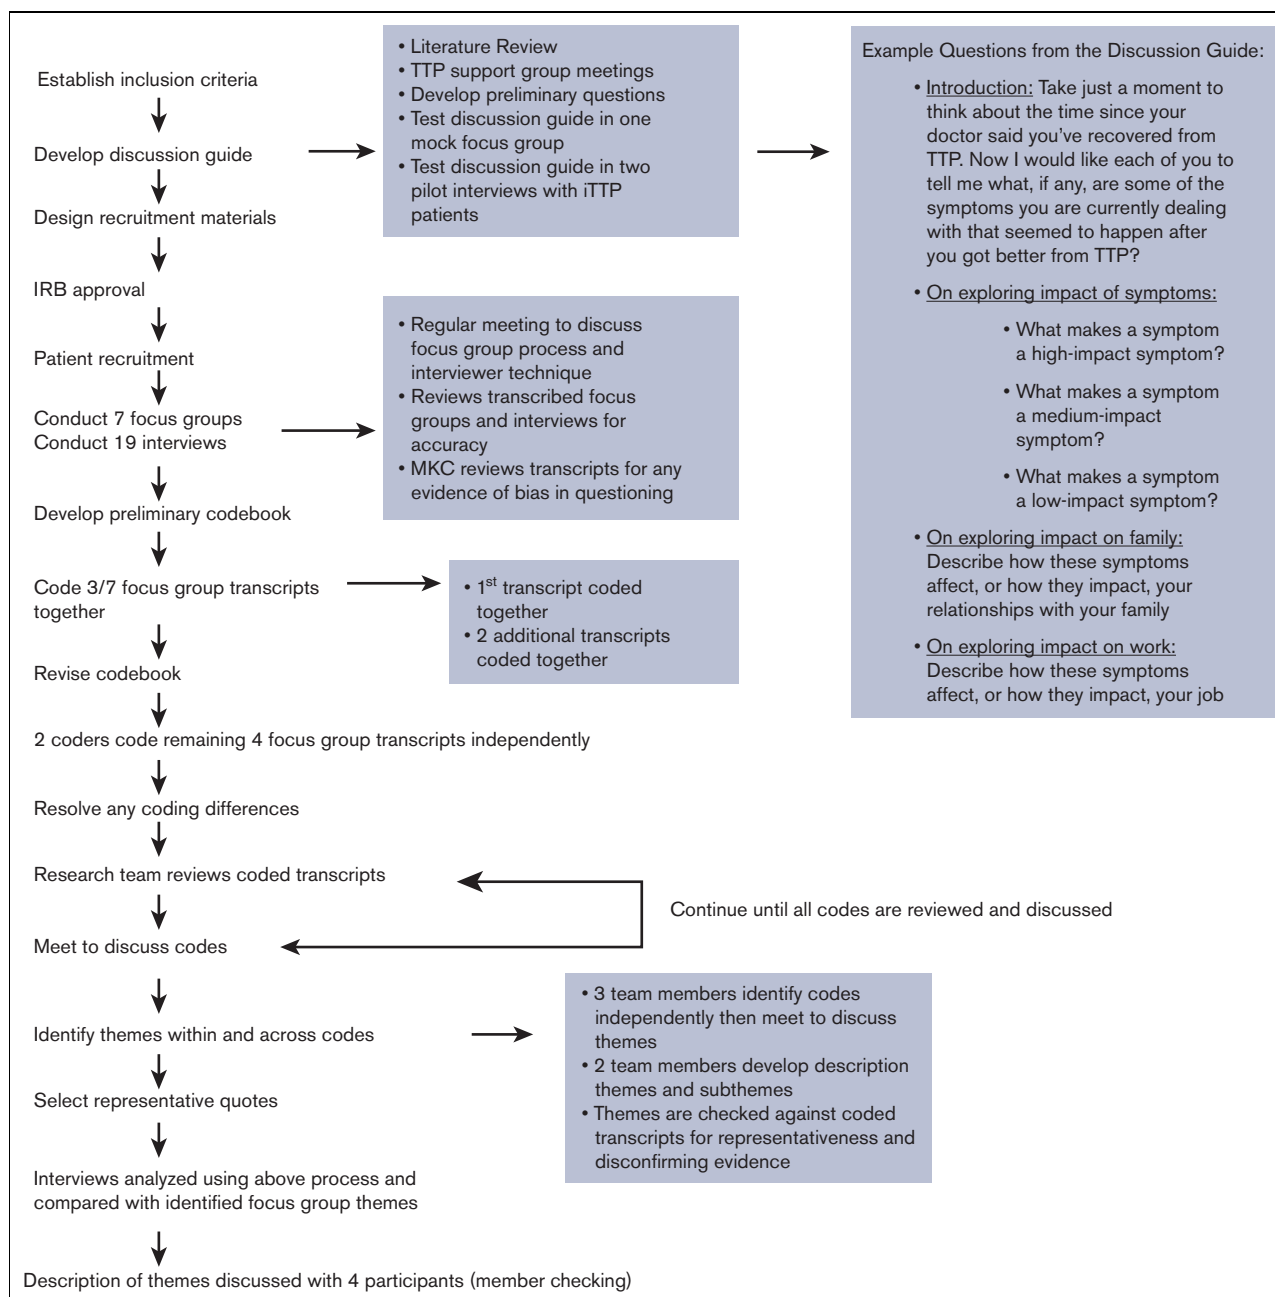 Establish inclusion criteria
Develop discussion guide
Design recruitment materials
IRB approval
Patient recruitment
Conduct 7 focus groups
Conduct 19 interviews
Develop preliminary codebook
Code 3/7 focus group transcripts
together
Revise codebook
2 coders code remaining 4 focus group transcripts independently
Resolve any coding differences
Research team reviews coded transcripts
Meet to discuss codes
Continue until all codes are reviewed and discussed
Identify themes within and across codes
Select representative quotes
Interviews analyzed using above process and
compared with identified focus group themes
Description of themes discussed with 4 participants (member checking)
• Literature Review
• TTP support group meetings
• Develop preliminary questions
• Test discussion guide in one
mock focus group
• Test discussion guide in two
pilot interviews with iTTP
patients
• Regular meeting to discuss
focus group process and
interviewer technique
• Reviews transcribed focus
groups and interviews for
accuracy
• MKC reviews transcripts for any
evidence of bias in questioning
• 1st transcript coded
together
• 2 additional transcripts
coded together
• 3 team members identify codes
independently then meet to discuss
themes
• 2 team members develop description
themes and subthemes
• Themes are checked against coded
transcripts for representativeness and
disconfirming evidence
Example Questions from the Discussion Guide:
• Introduction: Take just a moment to
think about the time since your
doctor said you've recovered from
TTP. Now I would like each of you to
tell me what, if any, are some of the
symptoms you are currently dealing
with that seemed to happen after
you got better from TTP?
• On exploring impact of symptoms:
• What makes a symptom
a high-impact symptom?
• What makes a symptom
a medium-impact
symptom?
• What makes a symptom
a low-impact symptom?
• On exploring impact on family:
Describe how these symptoms
affect, or how they impact, your
relationships with your family
• On exploring impact on work:
Describe how these symptoms
affect, or how they impact, your job